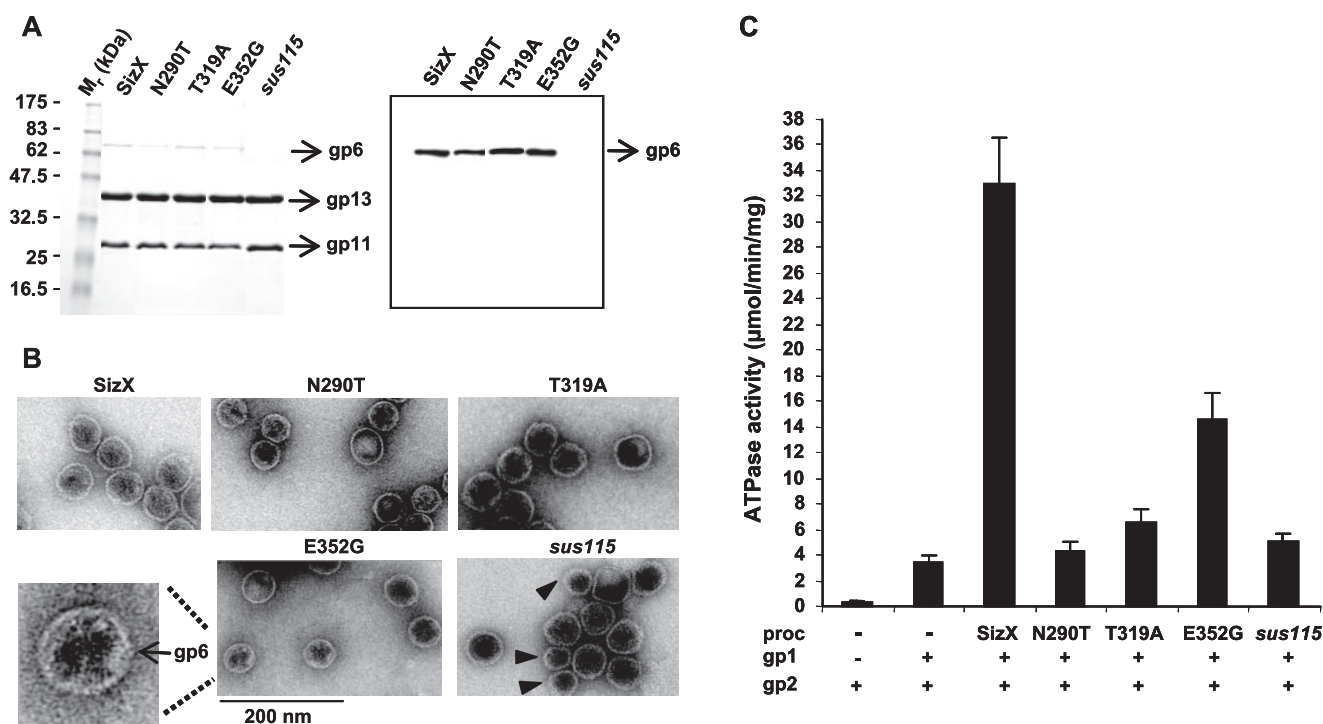 A
M_r (kDa)
SizX
N290T
T319A
E352G
sus115
175 -
83 -
62 -
47.5 -
32.5 -
25 -
16.5 -
gp6
gp13
gp11
SizX
N290T
T319A
E352G
sus115
gp6
B
SizX N290T T319A
E352G sus115
gp6
200 nm
C
ATPase activity (µmol/min/mg)
38
36
34
32
30
28
26
24
22
20
18
16
14
12
10
8
6
4
2
0
proc - - SizX N290T T319A E352G sus115
gp1 - + + + + + +
gp2 + + + + + + +